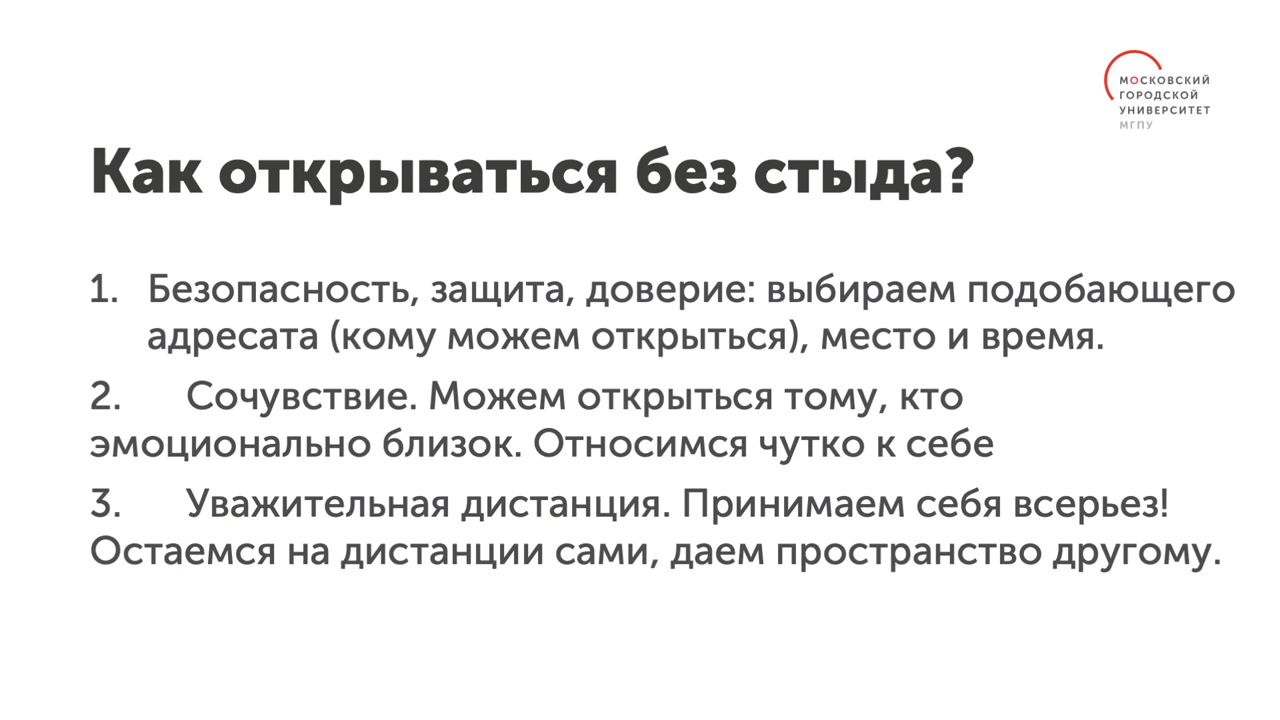 МОСКОВСКИЙ
ГОРОДСКОЙ
УНИВЕРСИТЕТ
МГПУ
Как открываться без стыда?
1. Безопасность, защита, доверие: выбираем подобающего
адресата (кому можем открыться), место и время.
2. Сочувствие. Можем открыться тому, кто
эмоционально близок. Относимся чутко к себе
3. Уважительная дистанция. Принимаем себя всерьез!
Остаемся на дистанции сами, даем пространство другому.